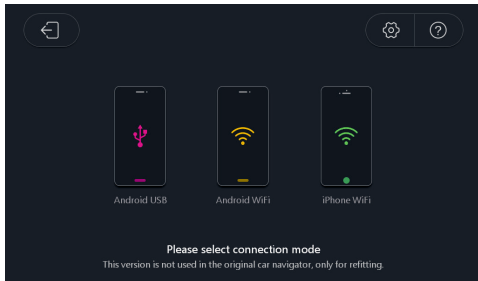 Android USB
Android WiFi
iPhone WiFi
Please select connection mode
This version is not used in the original car navigator, only for refitting.